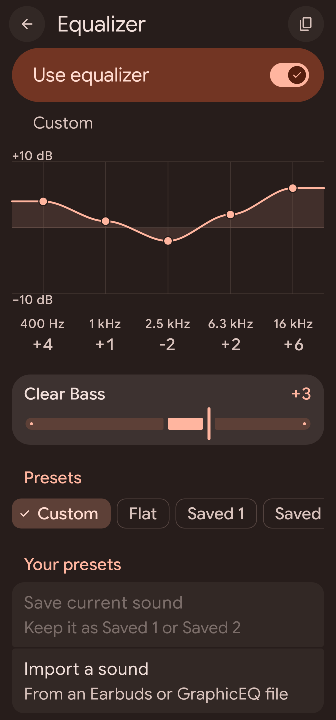 Equalizer
Use equalizer
Custom
+10 dB
−10 dB
400 Hz 1 kHz 2.5 kHz 6.3 kHz 16 kHz
+4 +1 -2 +2 +6
Clear Bass +3
Presets
Custom Flat Saved 1 Saved
Your presets
Save current sound
Keep it as Saved 1 or Saved 2
Import a sound
From an Earbuds or GraphicEQ file